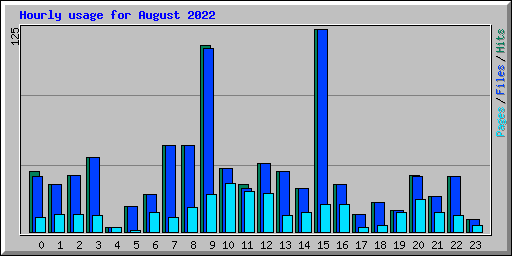 Hourly usage for August 2022
125
Pages/Files/Hits
0 1 2 3 4 5 6 7 8 9 10 11 12 13 14 15 16 17 18 19 20 21 22 23